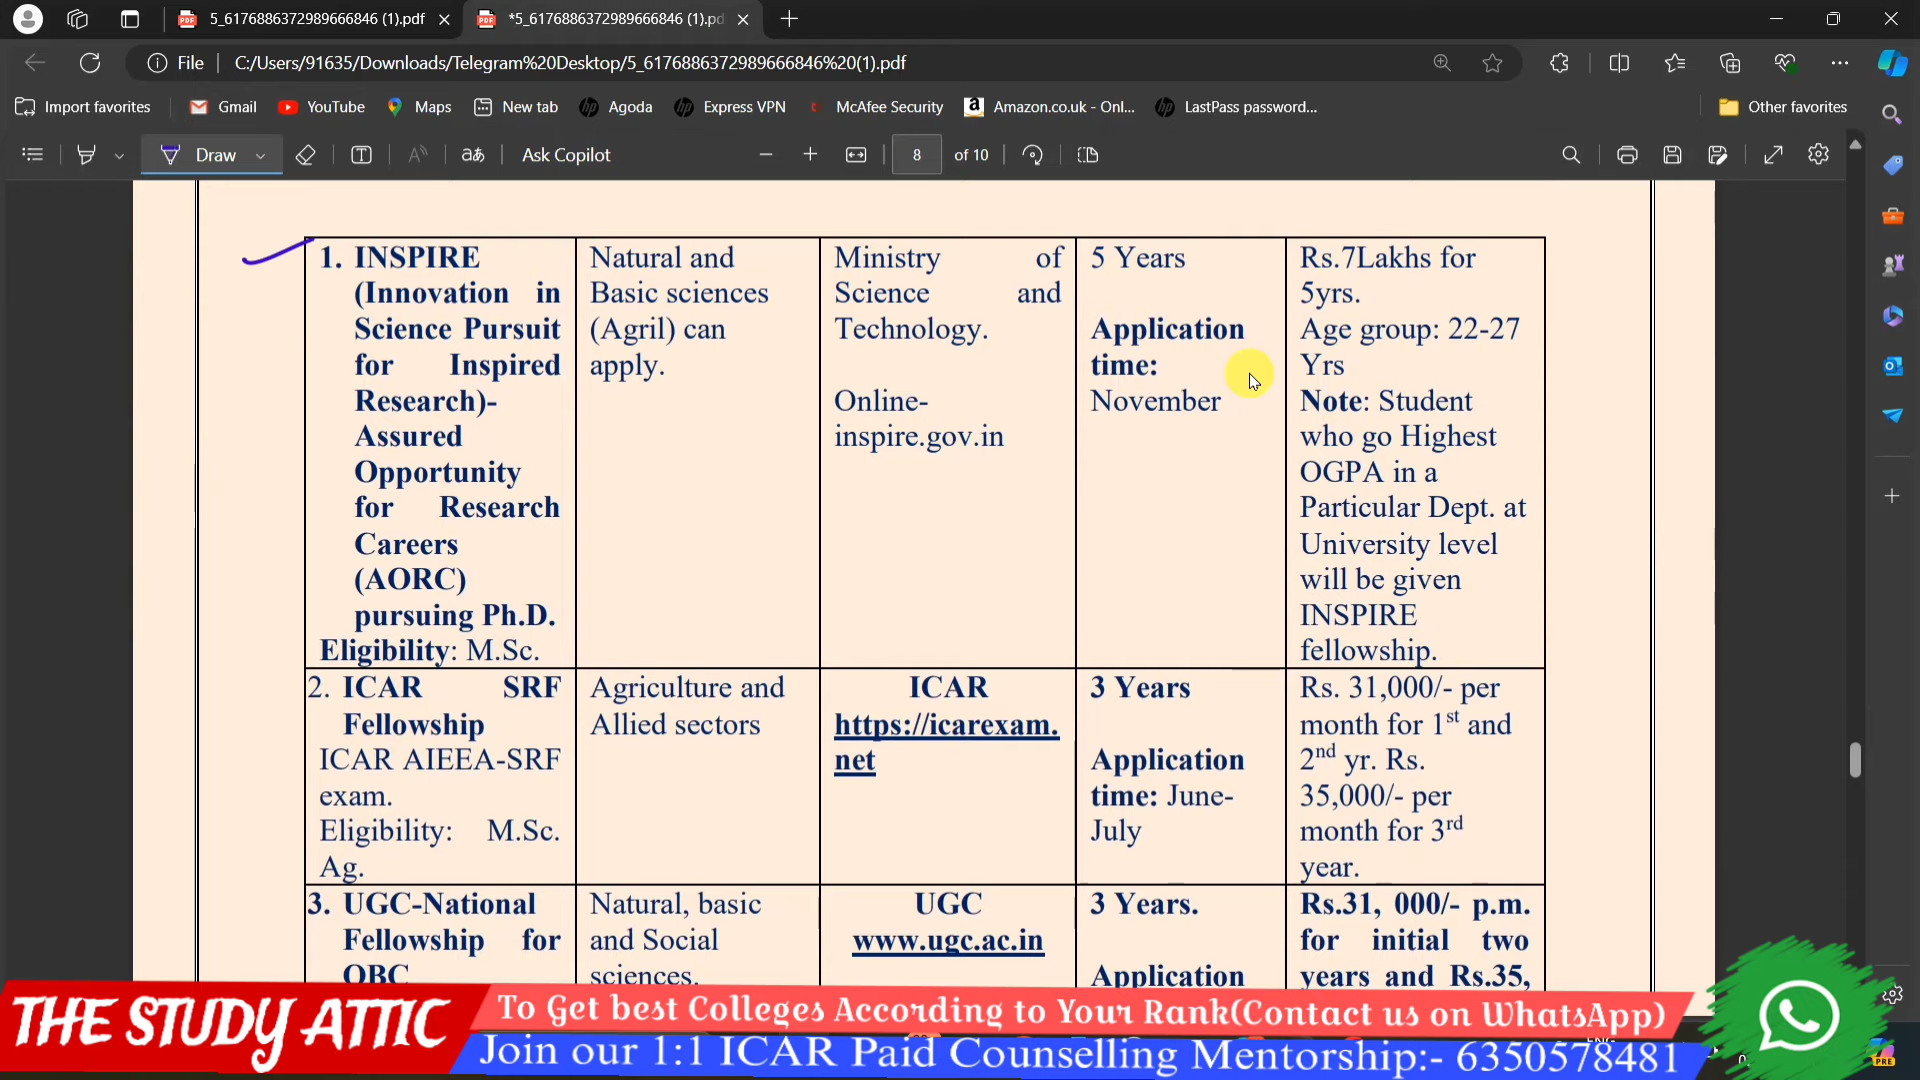 5_6176886372989666846 (1).pdf
*5_6176886372989666846 (1).pd
File
C:/Users/91635/Downloads/Telegram%20Desktop/5_6176886372989666846%20(1).pdf
Import favorites
Gmail
YouTube
Maps
New tab
Agoda
Express VPN
McAfee Security
Amazon.co.uk - Onl...
LastPass password...
Other favorites
Draw
Ask Copilot
8
of 10
1. INSPIRE
(Innovation in
Science Pursuit
for Inspired
Research)-
Assured
Opportunity
for Research
Careers
(AORC)
pursuing Ph.D.
Eligibility: M.Sc.
Natural and
Basic sciences
(Agril) can
apply.
Ministry of
Science and
Technology.
Online-
inspire.gov.in
5 Years
Application
time:
November
Rs.7Lakhs for
5yrs.
Age group: 22-27
Yrs
Note: Student
who go Highest
OGPA in a
Particular Dept. at
University level
will be given
INSPIRE
fellowship.
2. ICAR SRF
Fellowship
ICAR AIEEA-SRF
exam.
Eligibility: M.Sc.
Ag.
Agriculture and
Allied sectors
ICAR
https://icarexam.
net
3 Years
Application
time: June-
July
Rs. 31,000/- per
month for 1st and
2nd yr. Rs.
35,000/- per
month for 3rd
year.
3. UGC-National
Fellowship for
OBC
Natural, basic
and Social
sciences.
UGC
www.ugc.ac.in
3 Years.
Application
Rs.31, 000/- p.m.
for initial two
years and Rs.35,
THE STUDY ATTIC
To Get best Colleges According to Your Rank(Contact us on WhatsApp)
Join our 1:1 ICAR Paid Counselling Mentorship:- 6350578481